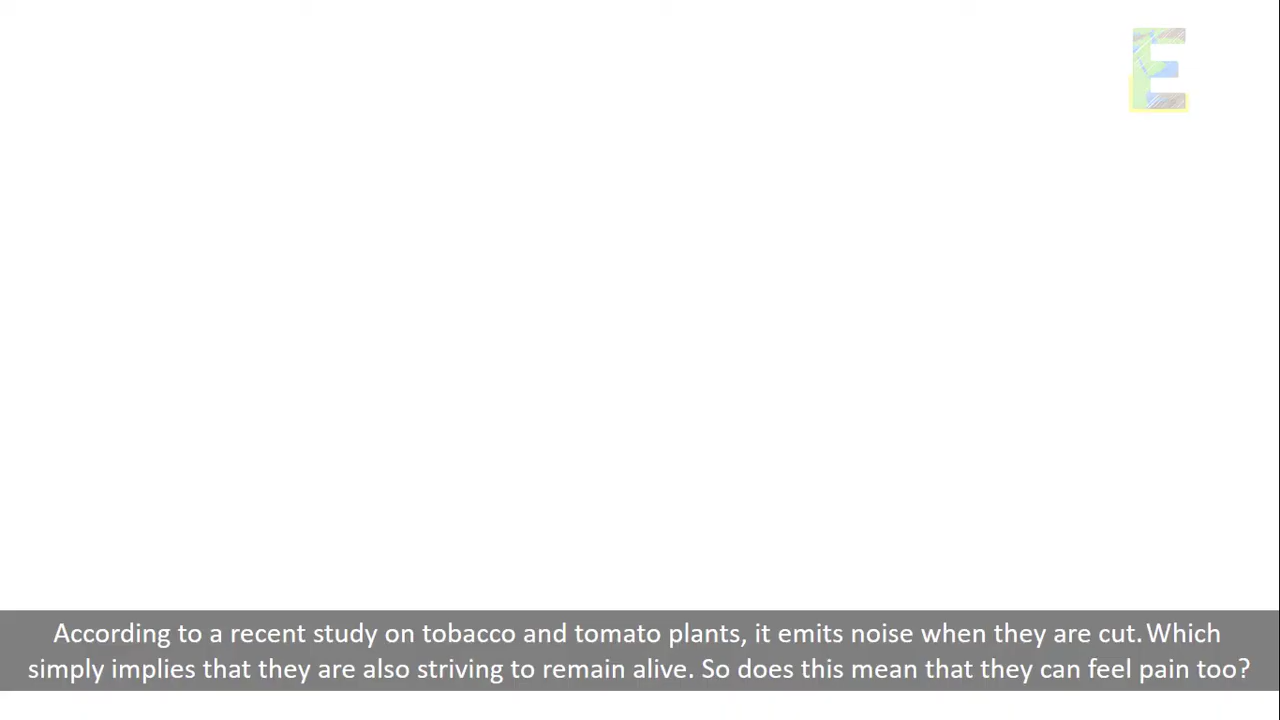 E
According to a recent study on tobacco and tomato plants, it emits noise when they are cut. Which
simply implies that they are also striving to remain alive. So does this mean that they can feel pain too?